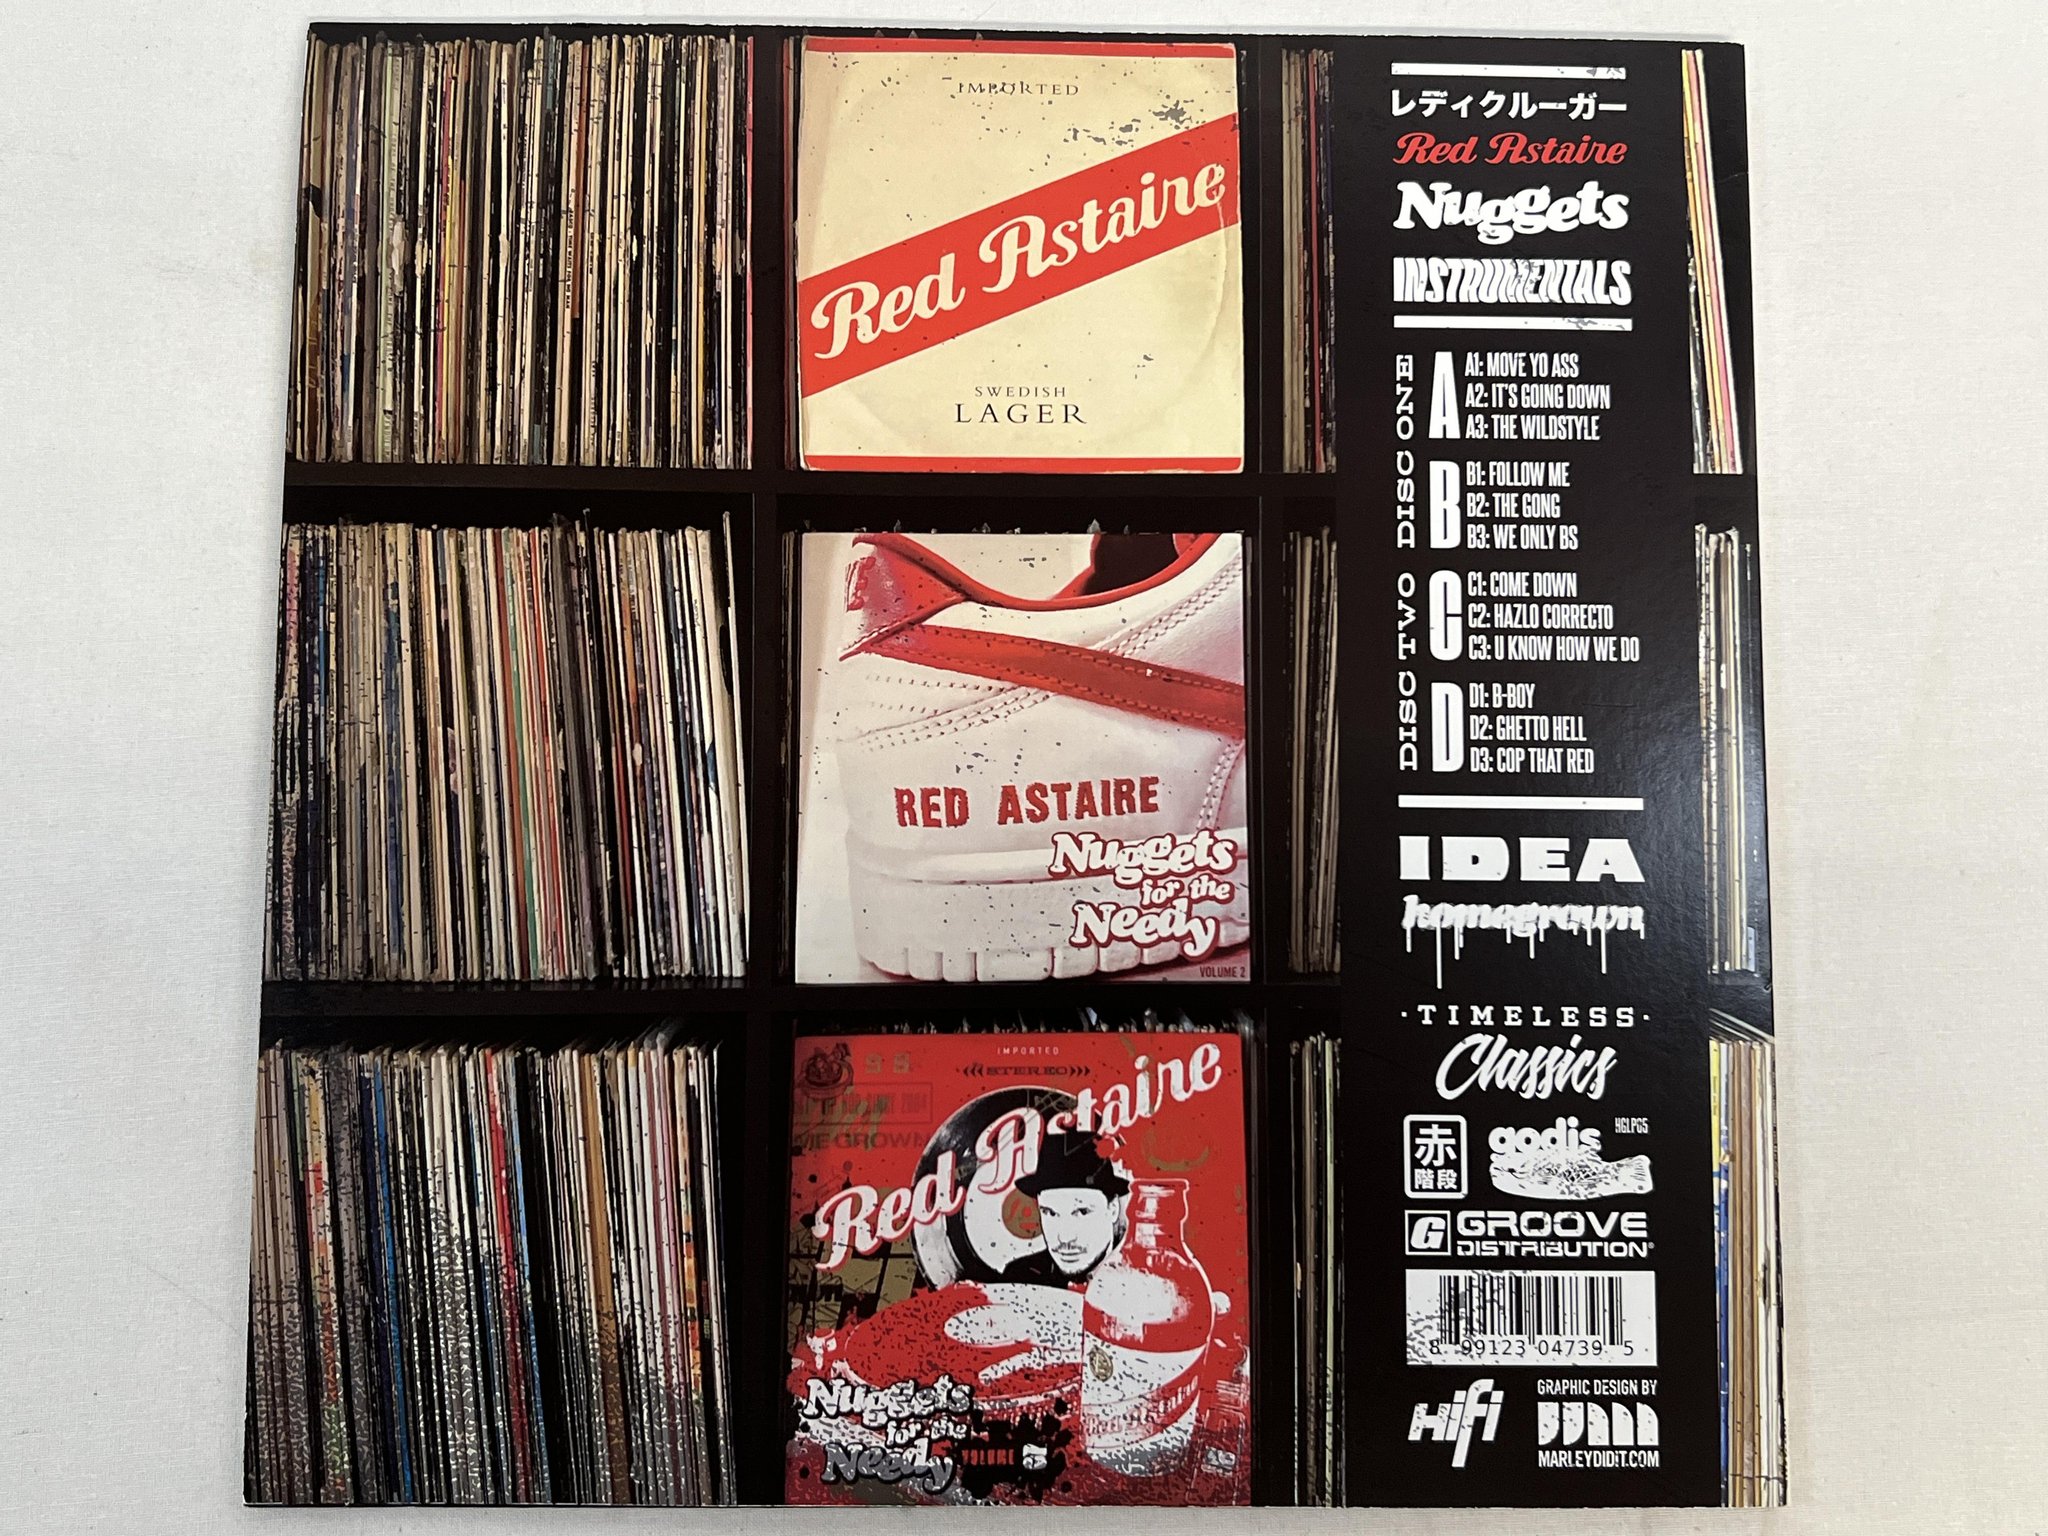 IMPORTED
Red Astaire
SWEDISH
LAGER
RED ASTAIRE
Nuggets
for the
Needy
VOLUME 2
IMPORTED
STEREO
Red Astaire
Nuggets
for the
Needy
VOLUME 3
レディクルーガー
Red Astaire
Nuggets
INSTRUMENTALS
DISC ONE
A
A1: MOVE YO ASS
A2: IT'S GOING DOWN
A3: THE WILDSTYLE
B
B1: FOLLOW ME
B2: THE GONG
B3: WE ONLY BS
DISC TWO
C
C1: COME DOWN
C2: HAZLO CORRECTO
C3: U KNOW HOW WE DO
D
D1: B-BOY
D2: GHETTO HELL
D3: COP THAT RED
IDEA
homegrown
·TIMELESS·
Classics
赤
階段
godis
HGLP05
G GROOVE
DISTRIBUTION®
8 99123 04739 5
HiFi
GRAPHIC DESIGN BY
MARLEYDIDIT.COM